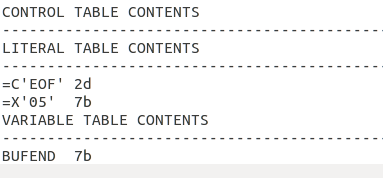 CONTROL TABLE CONTENTS
------------------------------------------
LITERAL TABLE CONTENTS
------------------------------------------
=C'EOF' 2d
=X'05'  7b
VARIABLE TABLE CONTENTS
------------------------------------------
BUFEND  7b